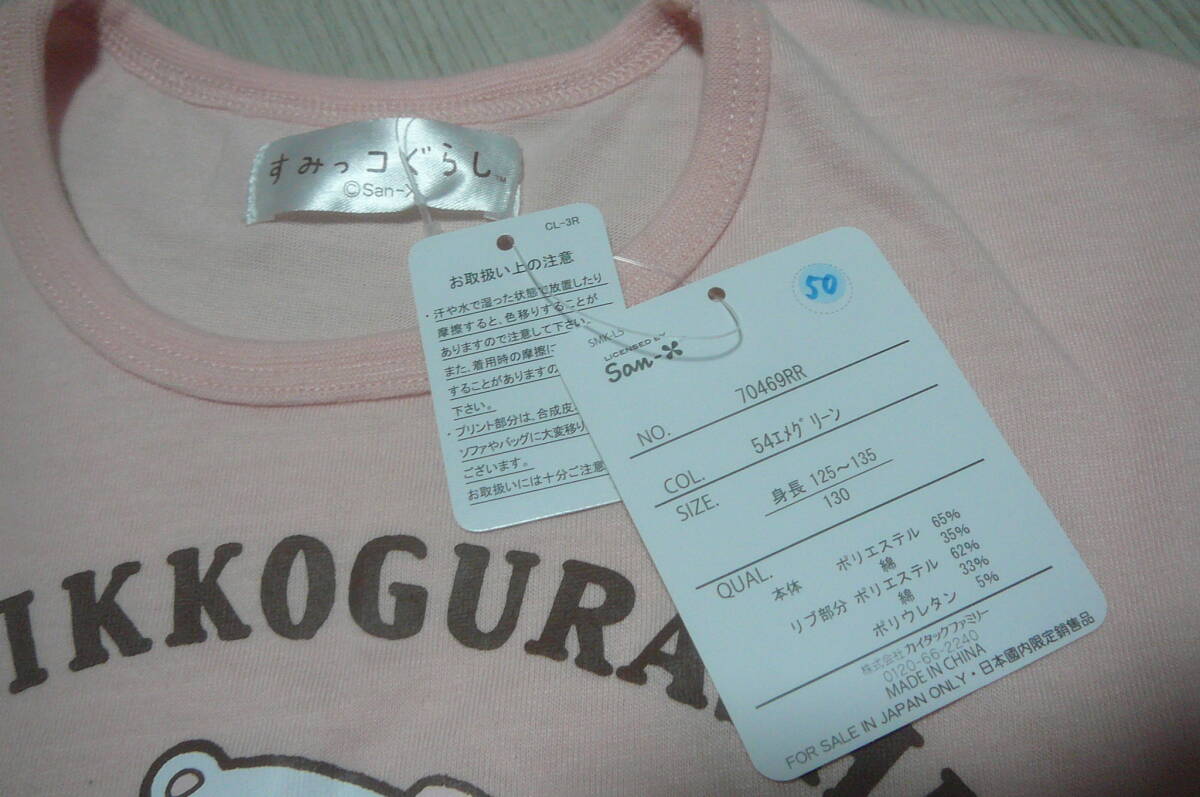 すみっコぐらし™
©San-X
CL-3R
お取扱い上の注意
・汗や水で湿った状態で放置したり
摩擦すると、色移りすることが
ありますので注意して下さい。
また、着用時の摩擦に
することがありますの
下さい。
・プリント部分は、合成皮
ソファやバッグに大変移り
ございます。
お取扱いには十分ご注意
50
SMK-LS
LICENSED BY
San-X
NO. 70469RR
COL. 54エメグリーン
SIZE. 身長 125～135
130
QUAL.
本体 ポリエステル 65%
綿 35%
リブ部分 ポリエステル 62%
綿 33%
ポリウレタン 5%
株式会社 カイタックファミリー
0120-66-2240
MADE IN CHINA
FOR SALE IN JAPAN ONLY・日本國内限定銷售品
IKKOGURA